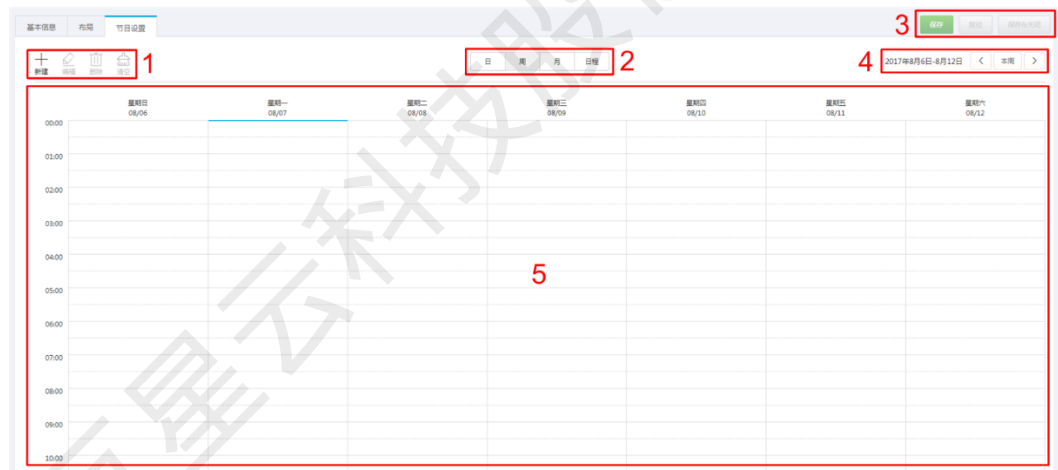 基本信息 布局 节目设置
3 保存 复位
新建 编辑 删除 清空 1
日 周 月 日程 2
4 2017年8月6日-8月12日 < 本周 >
星期日 星期一 星期二 星期三 星期四 星期五 星期六
08/06 08/07 08/08 08/09 08/10 08/11 08/12
00:00
01:00
02:00
03:00
04:00
5
05:00
06:00
07:00
08:00
09:00
10:00
星云科技股